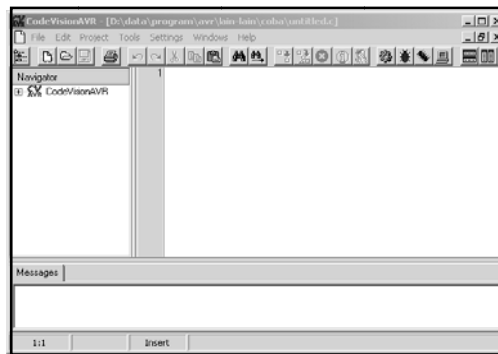 CodeVisionAVR - [D:\data\program\avr\lain-lain\coba\untitled.c]
File Edit Project Tools Settings Windows Help
Navigator
CodeVisionAVR
1
Messages
1:1 Insert